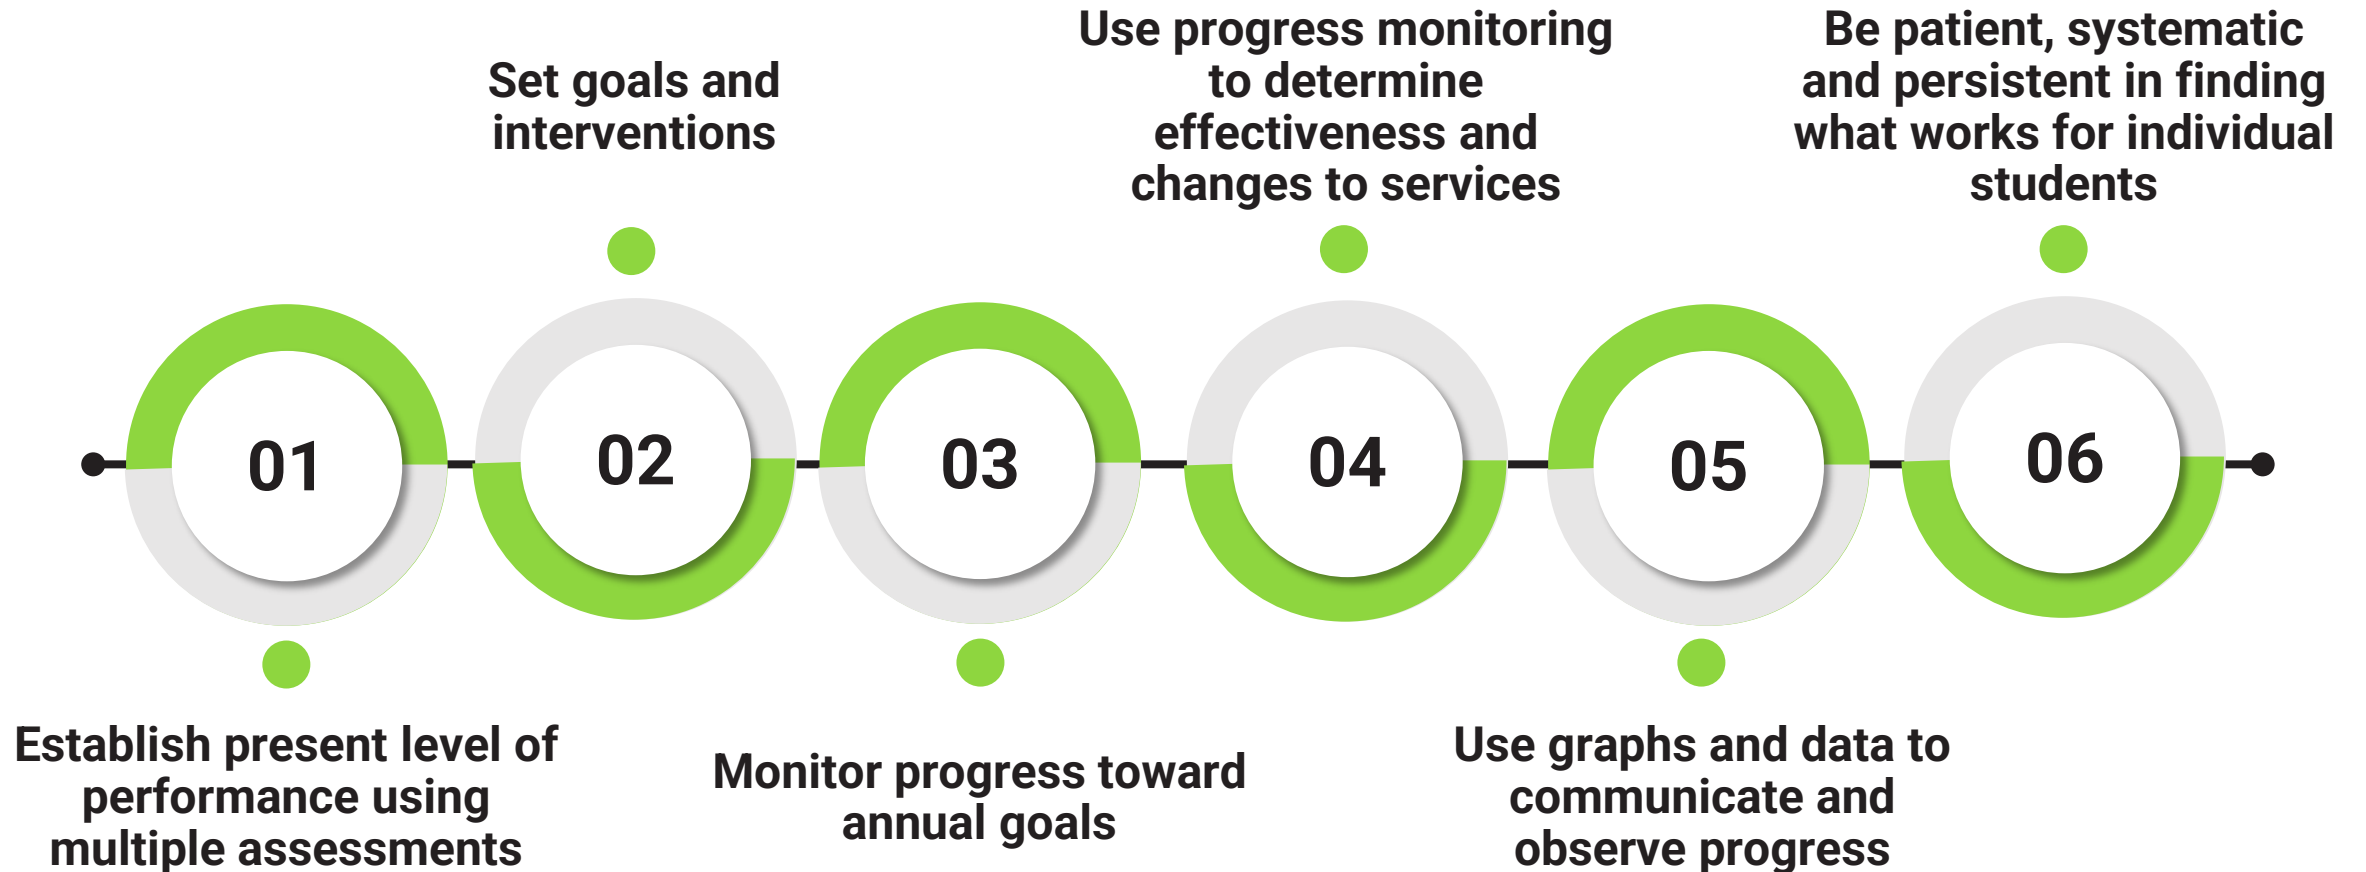 Use progress monitoring
to determine
effectiveness and
changes to services
Be patient, systematic
and persistent in finding
what works for individual
students
Set goals and
interventions
01
02
03
04
05
06
Establish present level of
performance using
multiple assessments
Monitor progress toward
annual goals
Use graphs and data to
communicate and
observe progress